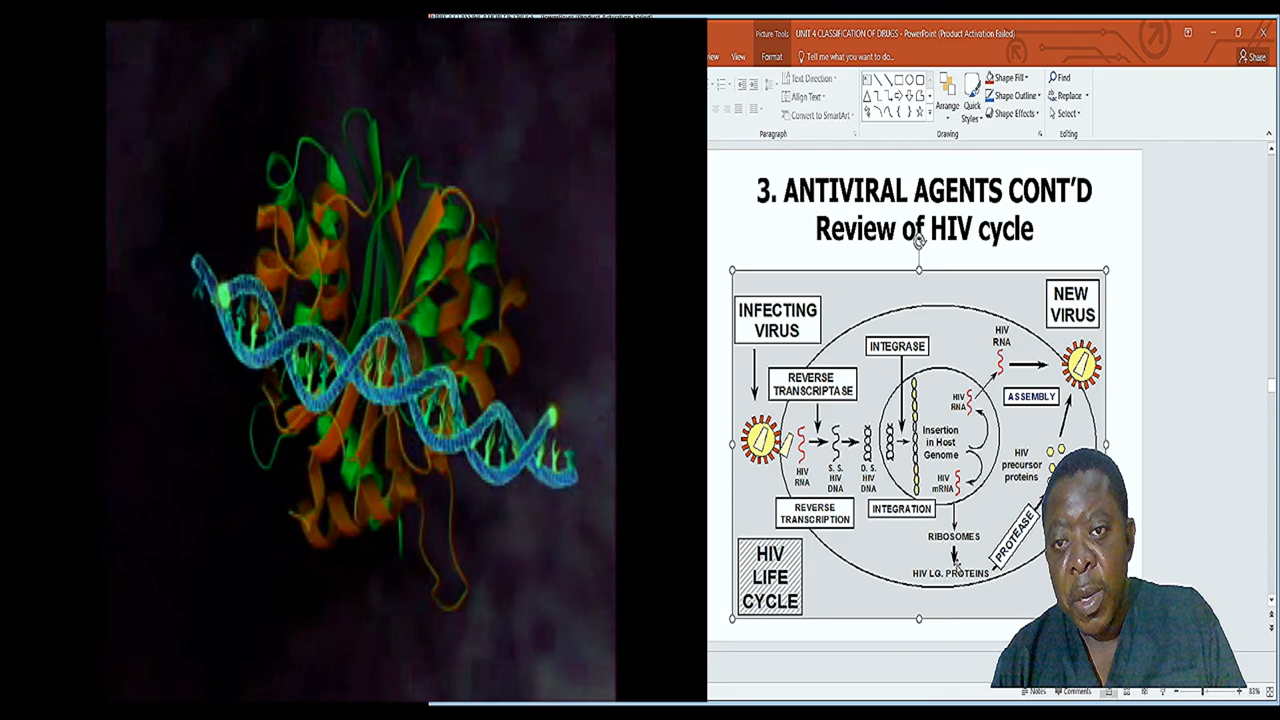 Picture Tools
UNIT 4 CLASSIFICATION OF DRUGS - PowerPoint (Product Activation Failed)
View
Format
Tell me what you want to do...
Share
Text Direction
Align Text
Convert to SmartArt
Paragraph
Arrange
Quick
Styles
Shape Fill
Shape Outline
Shape Effects
Drawing
Find
Replace
Select
Editing
3. ANTIVIRAL AGENTS CONT'D
Review of HIV cycle
INFECTING
VIRUS
NEW
VIRUS
HIV
RNA
INTEGRASE
REVERSE
TRANSCRIPTASE
ASSEMBLY
HIV
RNA
Insertion
in Host
Genome
HIV
mRNA
HIV
RNA
S. S.
HIV
DNA
D. S.
HIV
DNA
HIV
precursor
proteins
REVERSE
TRANSCRIPTION
INTEGRATION
RIBOSOMES
PROTEASE
HIV LG. PROTEINS
HIV
LIFE
CYCLE
Notes
Comments
83%